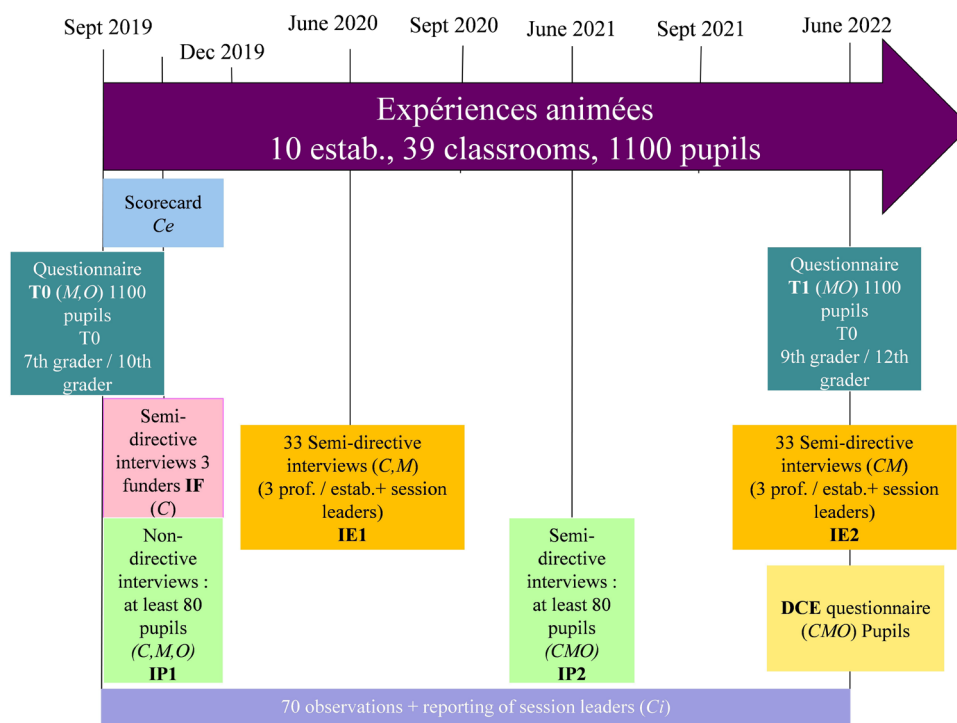 Sept 2019
Dec 2019
June 2020
Sept 2020
June 2021
Sept 2021
June 2022
Expériences animées
10 estab., 39 classrooms, 1100 pupils
Scorecard
Ce
Questionnaire
T0 (M,O) 1100
pupils
T0
7th grader / 10th
grader
Questionnaire
T1 (MO) 1100
pupils
T0
9th grader / 12th
grader
Semi-
directive
interviews 3
funders IF
(C)
33 Semi-directive
interviews (C,M)
(3 prof. / estab.+ session
leaders)
IE1
33 Semi-directive
interviews (CM)
(3 prof. / estab.+ session
leaders)
IE2
Non-
directive
interviews :
at least 80
pupils
(C,M,O)
IP1
Semi-
directive
interviews :
at least 80
pupils
(CMO)
IP2
DCE questionnaire
(CMO) Pupils
70 observations + reporting of session leaders (Ci)